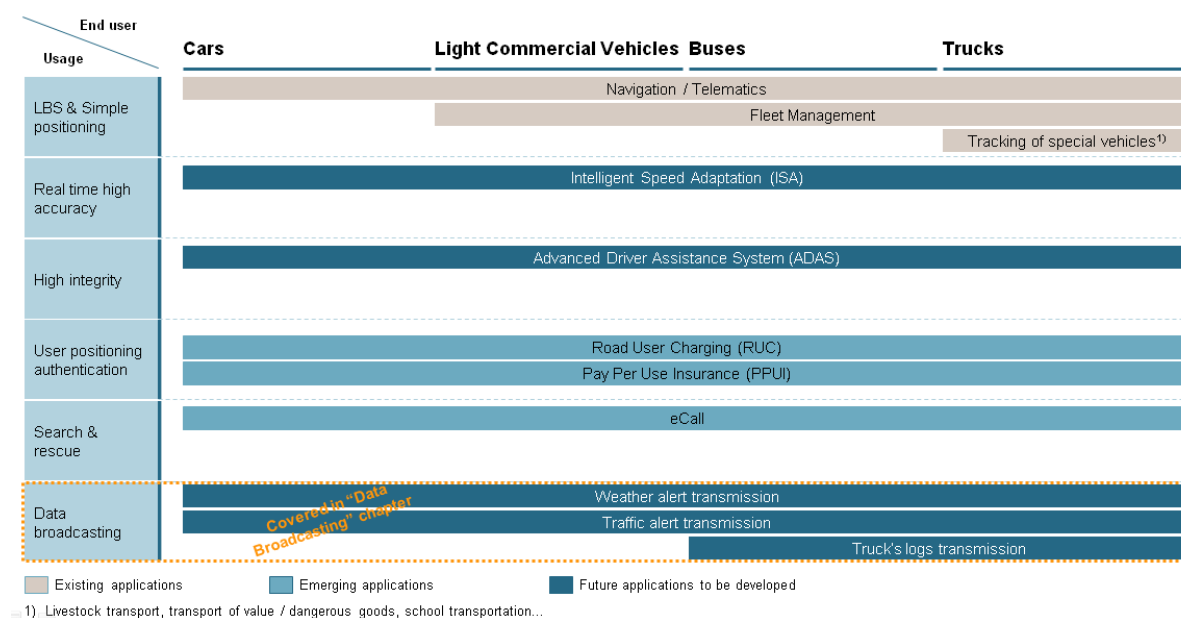 End user
Usage
Cars
Light Commercial Vehicles
Buses
Trucks
LBS & Simple
positioning
Navigation / Telematics
Fleet Management
Tracking of special vehicles1)
Real time high
accuracy
Intelligent Speed Adaptation (ISA)
High integrity
Advanced Driver Assistance System (ADAS)
User positioning
authentication
Road User Charging (RUC)
Pay Per Use Insurance (PPUI)
Search &
rescue
eCall
Data
broadcasting
Covered in "Data
Broadcasting" chapter
Weather alert transmission
Traffic alert transmission
Truck's logs transmission
Existing applications
Emerging applications
Future applications to be developed
1) Livestock transport, transport of value / dangerous goods, school transportation...